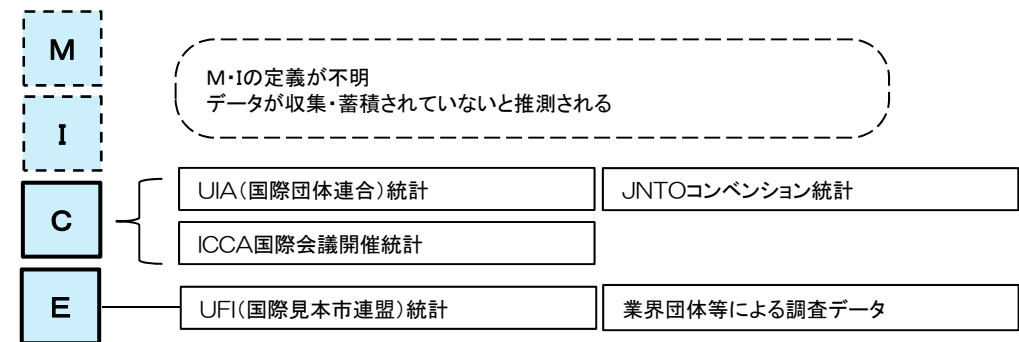 M
M・Iの定義が不明
データが収集・蓄積されていないと推測される
I
C
UIA(国際団体連合)統計
JNTOコンベンション統計
ICCA国際会議開催統計
E
UFI(国際見本市連盟)統計
業界団体等による調査データ